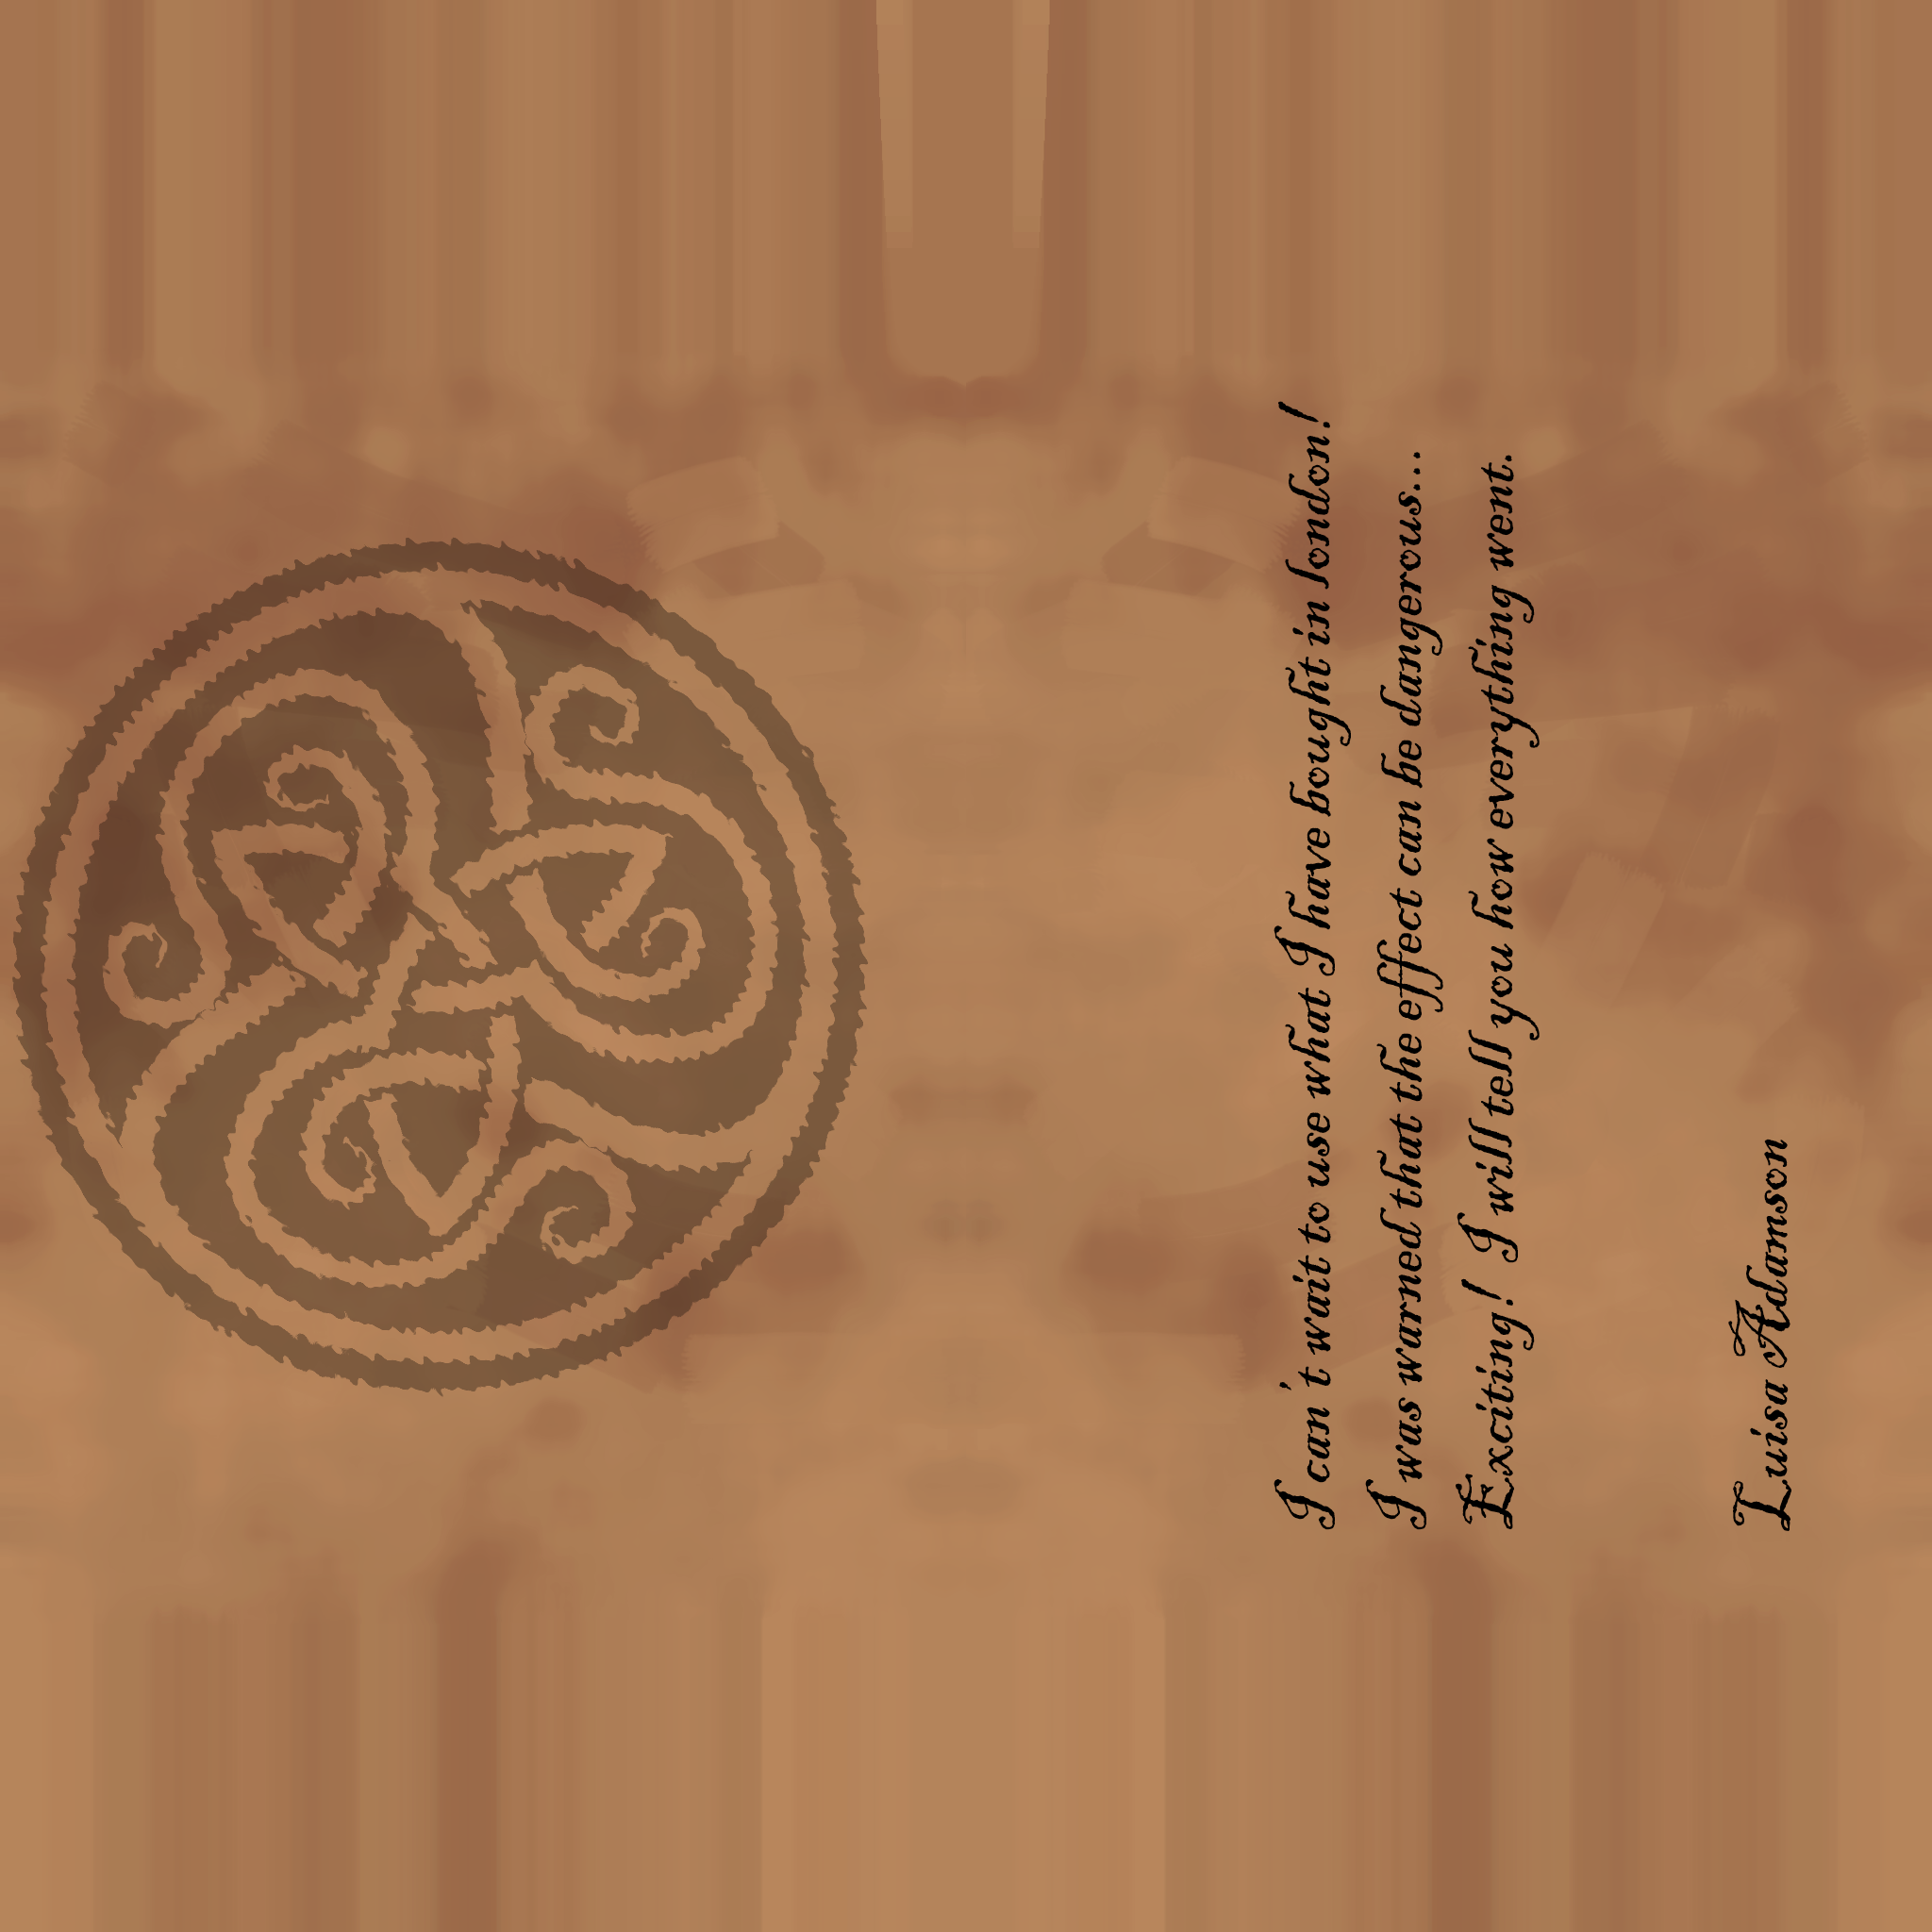 I can't wait to use what I have bought in london!
I was warned that the effect can be dangerous...
Exciting! I will tell you how everything went.
Luisa Adamson